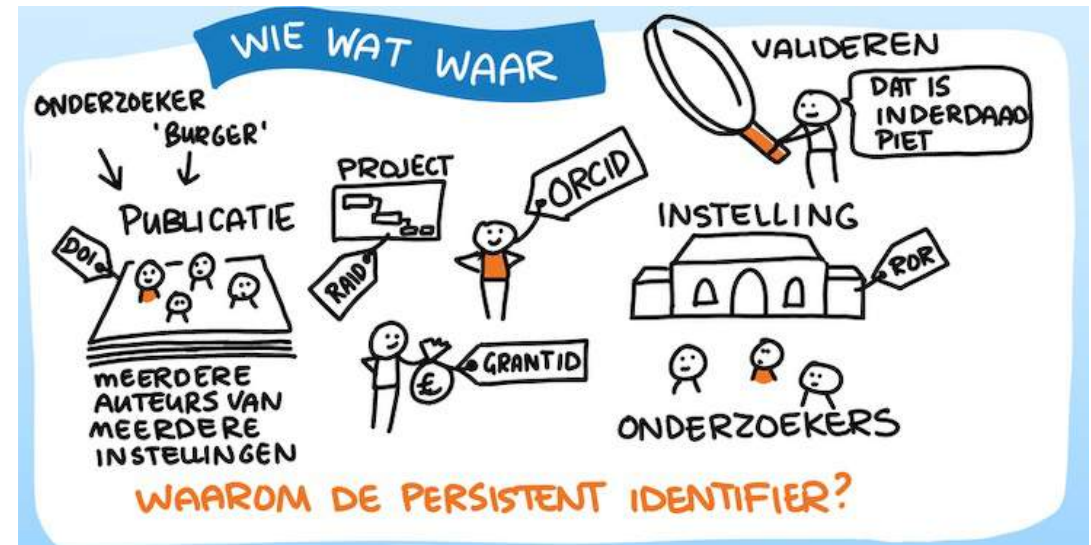 WIE WAT WAAR
ONDERZOEKER
'BURGER'
PUBLICATIE
DOI
MEERDERE
AUTEURS VAN
MEERDERE
INSTELLINGEN
PROJECT
RAID
ORCID
£
GRANTID
VALIDEREN
DAT IS
INDERDAAD
PIET
INSTELLING
ROR
ONDERZOEKERS
WAAROM DE PERSISTENT IDENTIFIER?